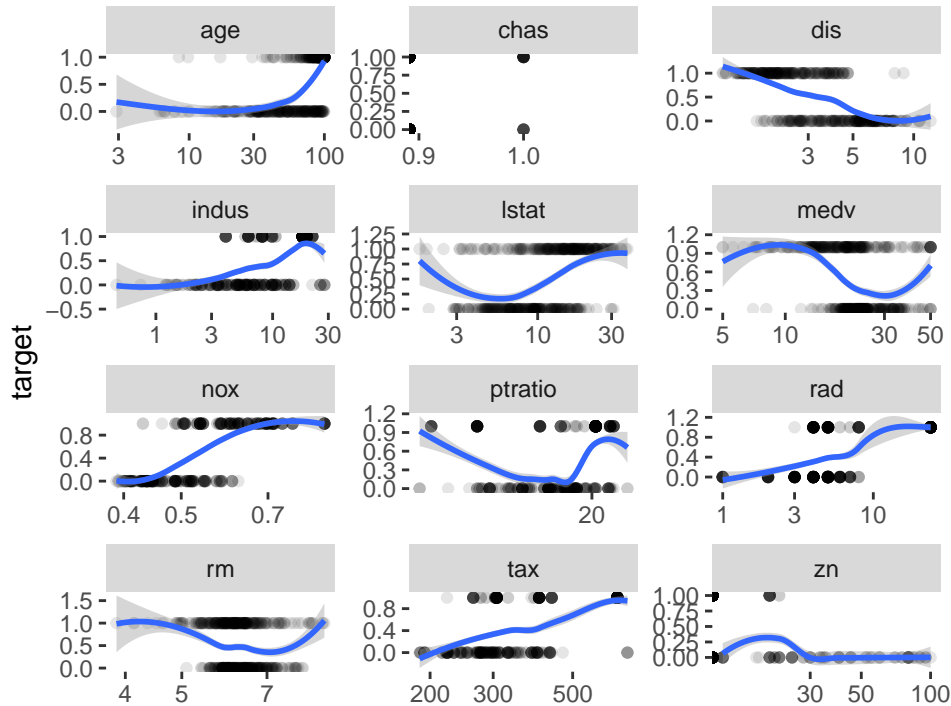 target
age
1.0
0.5
0.0
3 10 30 100
chas
1.00
0.75
0.50
0.25
0.00
0.9 1.0
dis
1.0
0.5
0.0
3 5 10
indus
1.0
0.5
0.0
−0.5
1 3 10 30
lstat
1.25
1.00
0.75
0.50
0.25
0.00
3 10 30
medv
1.2
0.9
0.6
0.3
0.0
5 10 30 50
nox
0.8
0.4
0.0
0.4 0.5 0.7
ptratio
1.2
0.9
0.6
0.3
0.0
20
rad
1.2
0.8
0.4
0.0
1 3 10
rm
1.5
1.0
0.5
0.0
4 5 7
tax
0.8
0.4
0.0
200 300 500
zn
1.00
0.75
0.50
0.25
0.00
30 50 100